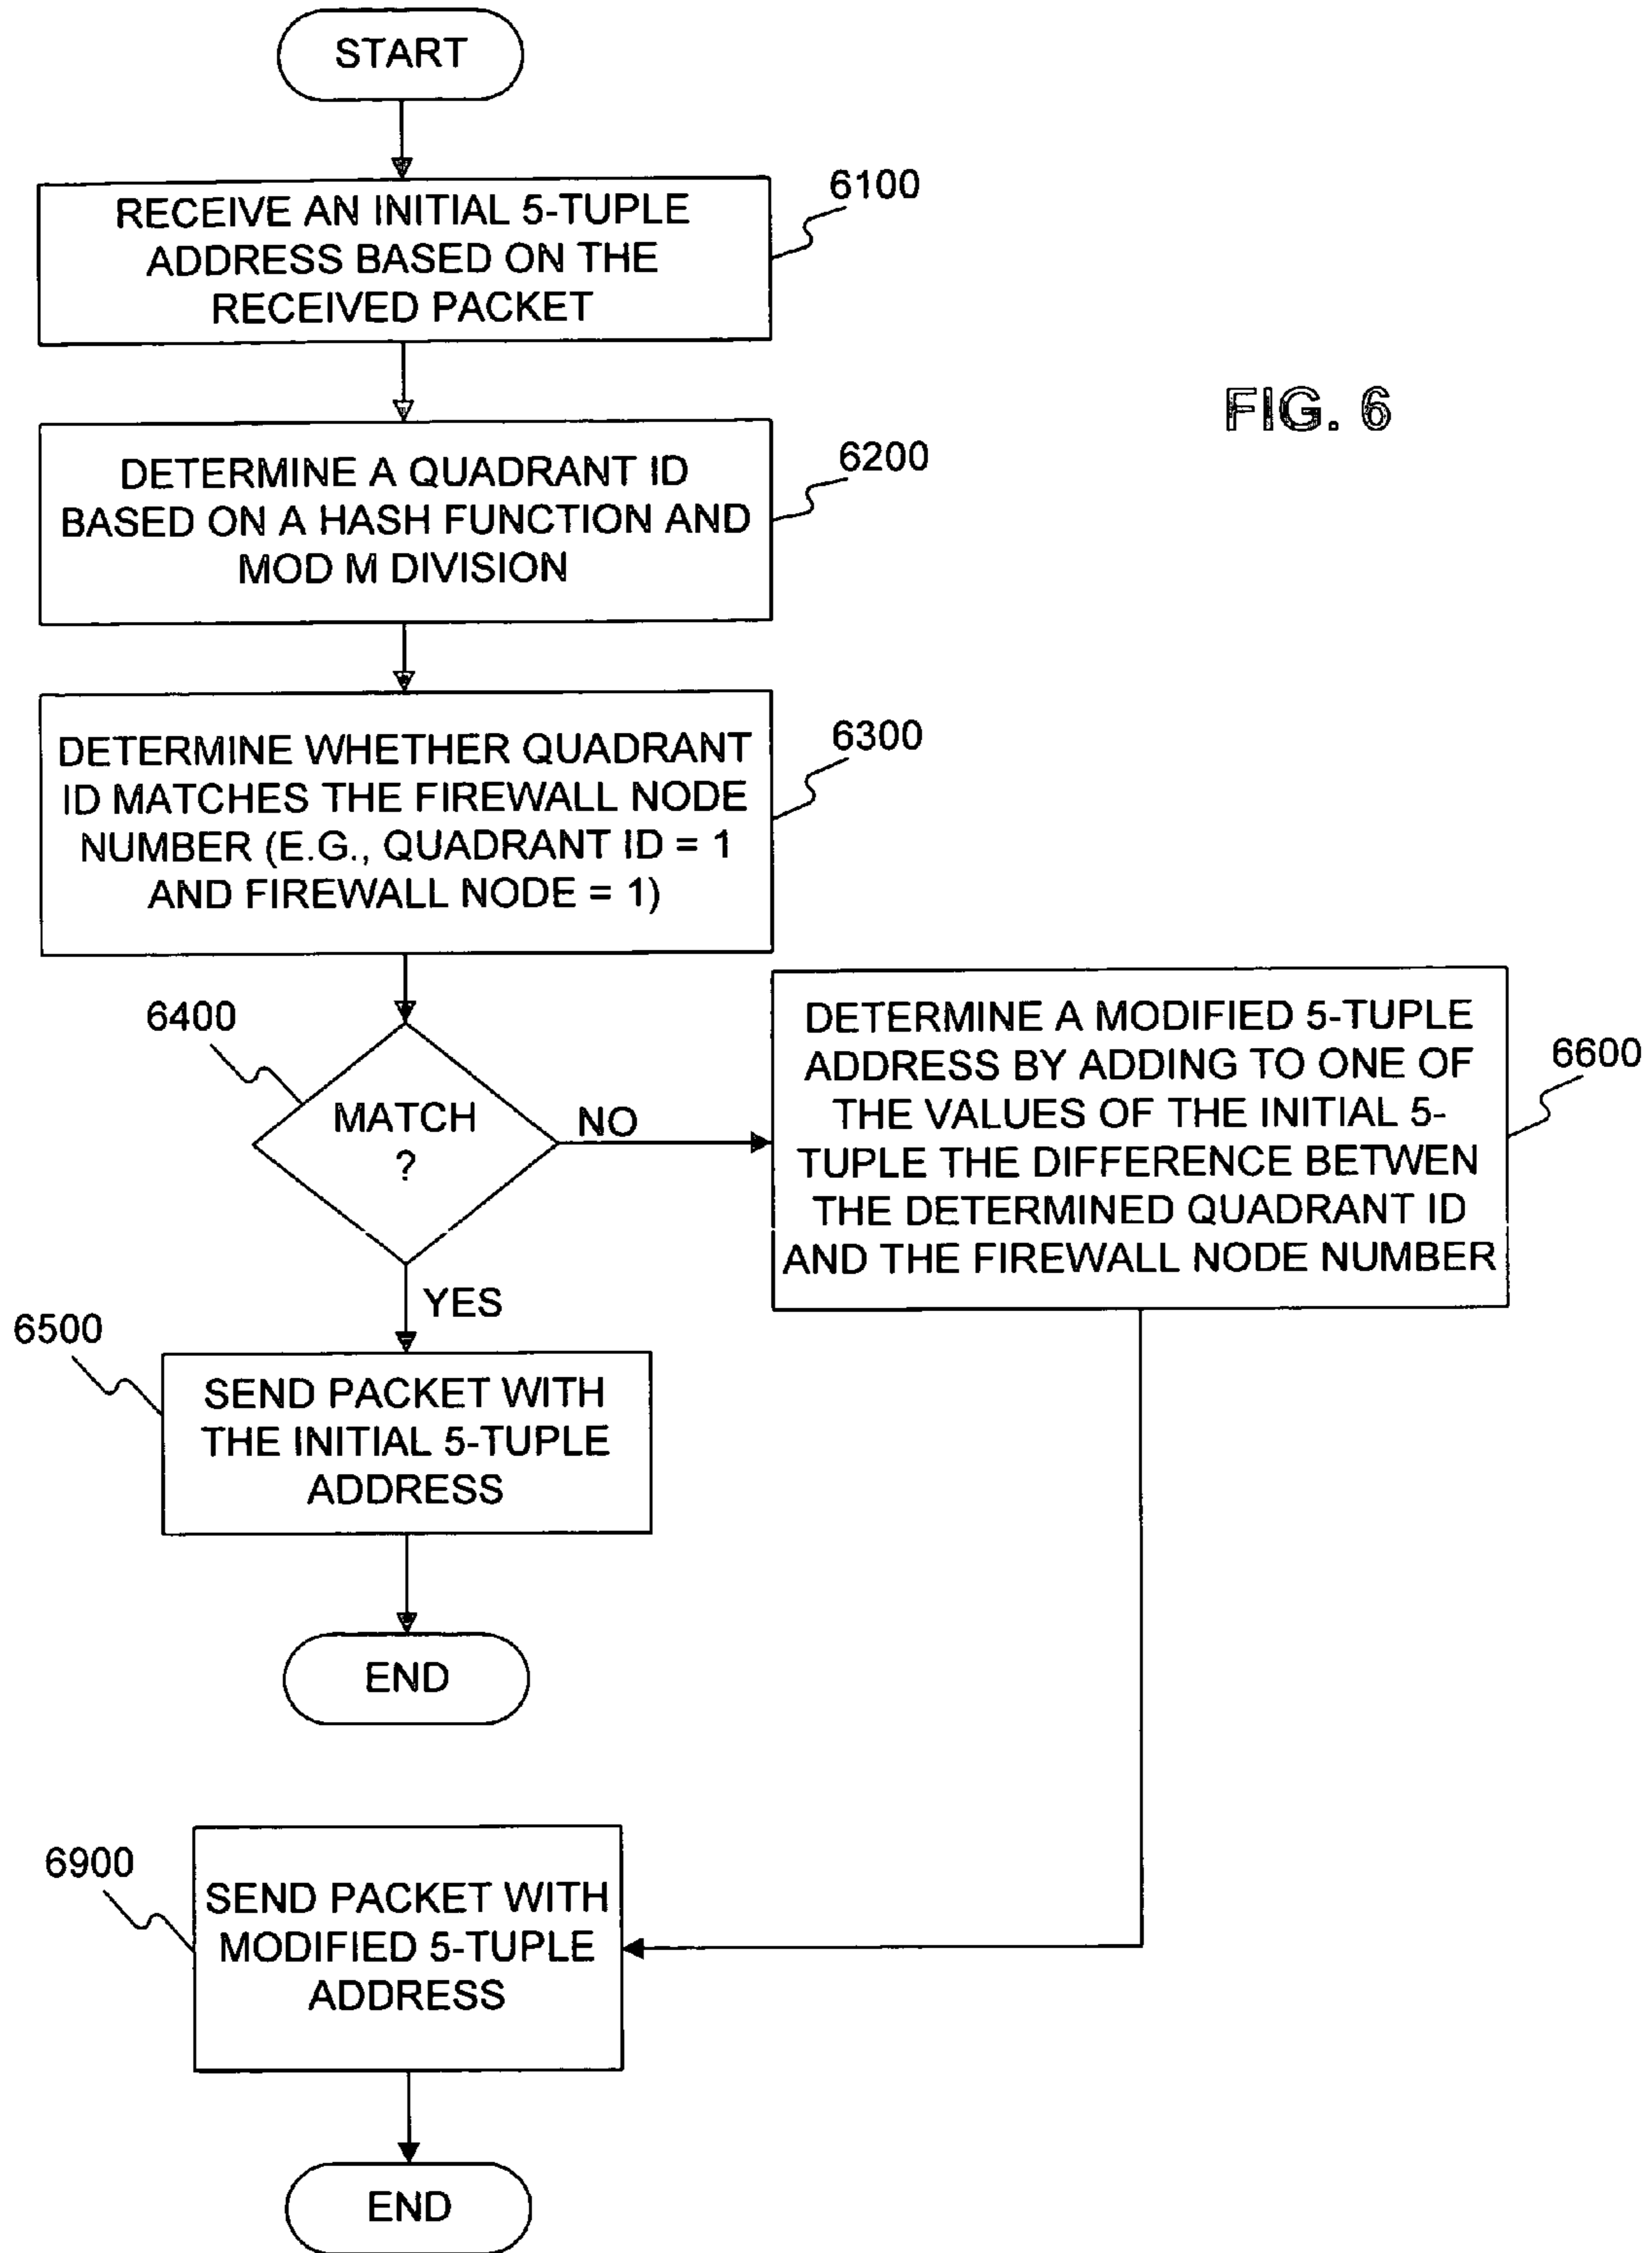 START
RECEIVE AN INITIAL 5-TUPLE
ADDRESS BASED ON THE
RECEIVED PACKET
6100
FIG. 6
DETERMINE A QUADRANT ID
BASED ON A HASH FUNCTION AND
MOD M DIVISION
6200
DETERMINE WHETHER QUADRANT
ID MATCHES THE FIREWALL NODE
NUMBER (E.G., QUADRANT ID = 1
AND FIREWALL NODE = 1)
6300
6400
MATCH
?
NO
DETERMINE A MODIFIED 5-TUPLE
ADDRESS BY ADDING TO ONE OF
THE VALUES OF THE INITIAL 5-
TUPLE THE DIFFERENCE BETWEN
THE DETERMINED QUADRANT ID
AND THE FIREWALL NODE NUMBER
6600
YES
6500
SEND PACKET WITH
THE INITIAL 5-TUPLE
ADDRESS
END
6900
SEND PACKET WITH
MODIFIED 5-TUPLE
ADDRESS
END